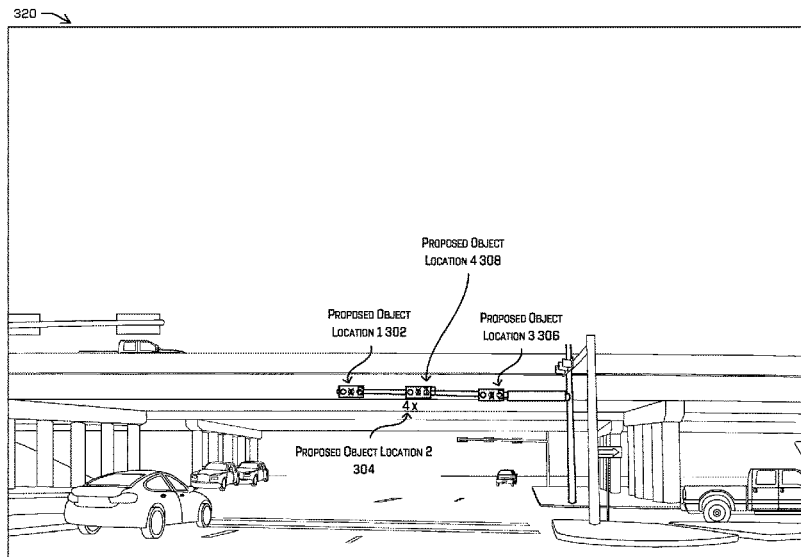 320
PROPOSED OBJECT
LOCATION 4 308
PROPOSED OBJECT
LOCATION 1 302
PROPOSED OBJECT
LOCATION 3 306
4x
PROPOSED OBJECT LOCATION 2
304